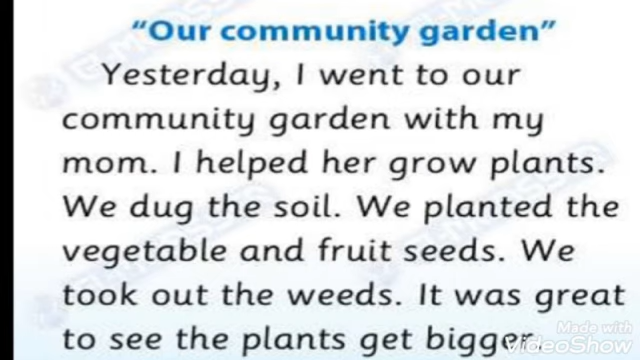 “Our community garden”
Yesterday, I went to our
community garden with my
mom. I helped her grow plants.
We dug the soil. We planted the
vegetable and fruit seeds. We
took out the weeds. It was great
to see the plants get bigger.
Made with
VideoShow